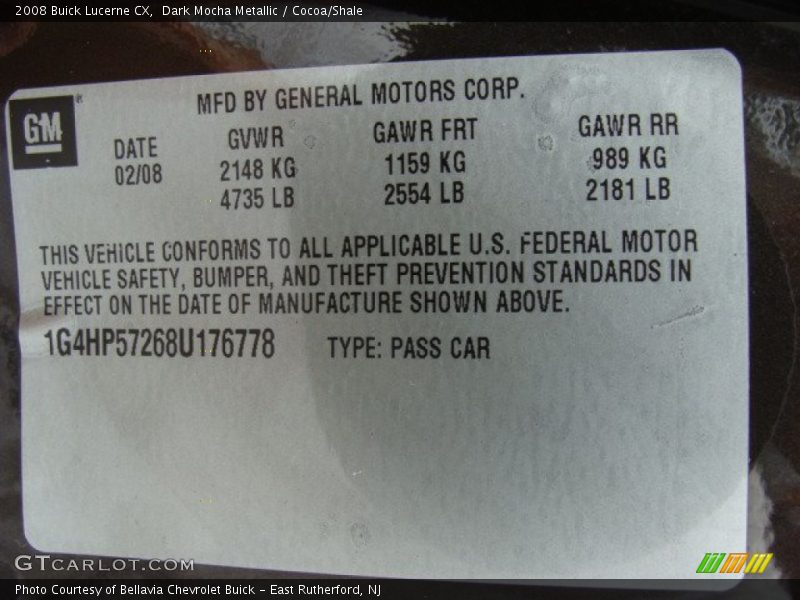 2008 Buick Lucerne CX, Dark Mocha Metallic / Cocoa/Shale
GM
MFD BY GENERAL MOTORS CORP.
DATE GVWR GAWR FRT GAWR RR
02/08 2148 KG 1159 KG 989 KG
4735 LB 2554 LB 2181 LB
THIS VEHICLE CONFORMS TO ALL APPLICABLE U.S. FEDERAL MOTOR
VEHICLE SAFETY, BUMPER, AND THEFT PREVENTION STANDARDS IN
EFFECT ON THE DATE OF MANUFACTURE SHOWN ABOVE.
1G4HP57268U176778 TYPE: PASS CAR
GTCARLOT.COM
Photo Courtesy of Bellavia Chevrolet Buick - East Rutherford, NJ